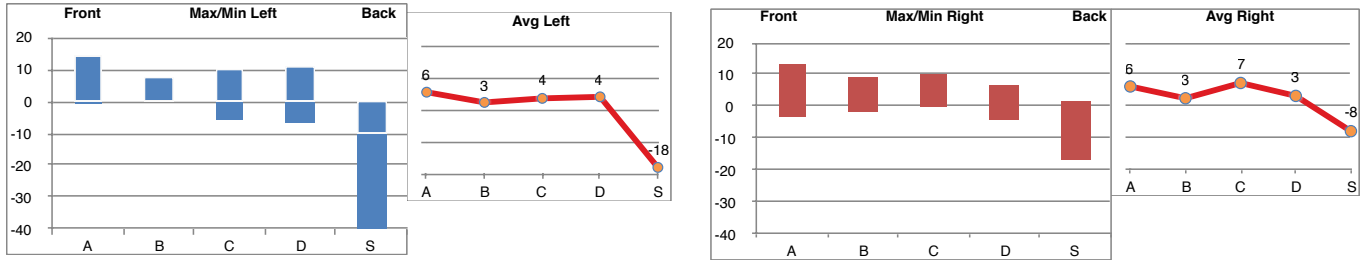 Front Max/Min Left Back
20
10
0
-10
-20
-30
-40
A B C D S
Avg Left
6 3 4 4 -18
A B C D S
Front Max/Min Right Back
20
10
0
-10
-20
-30
-40
A B C D S
Avg Right
6 3 7 3 -8
A B C D S